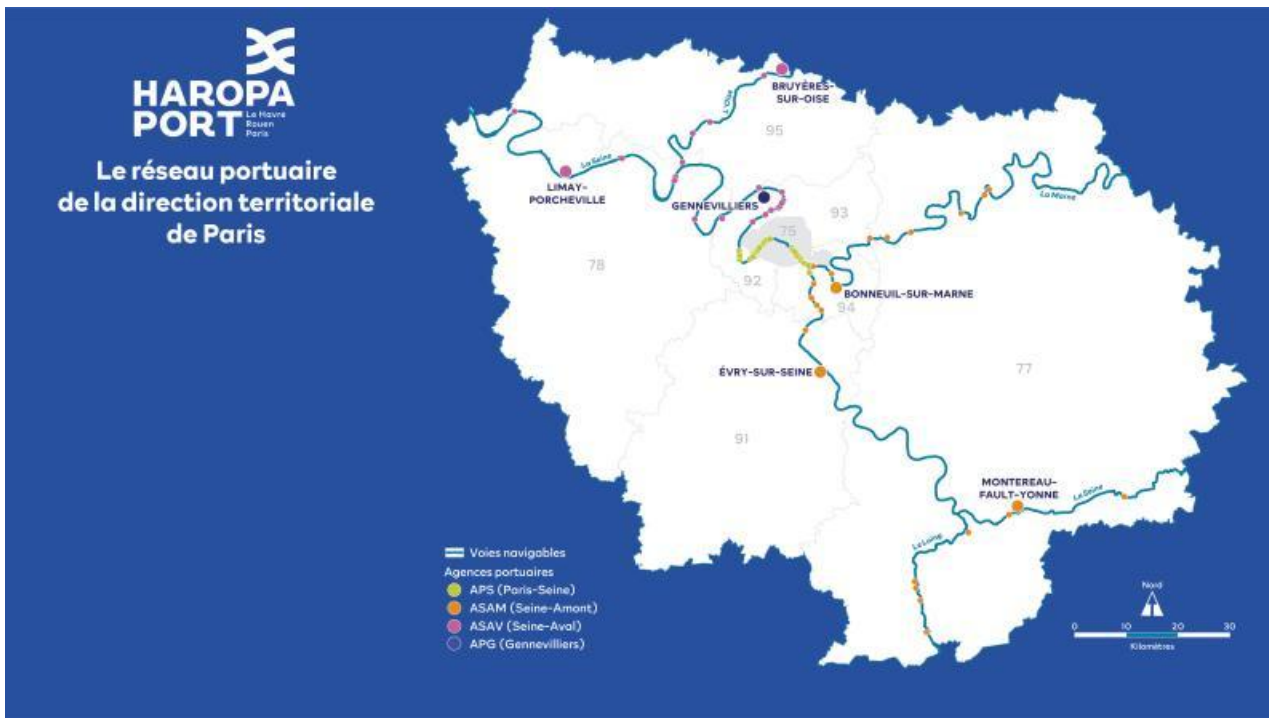 HAROPA
PORT
Le Havre
Rouen
Paris
Le réseau portuaire
de la direction territoriale
de Paris
BRUYÈRES-
SUR-OISE
L'Oise
95
La Seine
LIMAY-
PORCHEVILLE
GENNEVILLIERS
93
La Marne
75
78
92
BONNEUIL-SUR-MARNE
94
ÉVRY-SUR-SEINE
77
91
MONTEREAU-
FAULT-YONNE
La Seine
Le Loing
Voies navigables
Agences portuaires
APS (Paris-Seine)
ASAM (Seine-Amont)
ASAV (Seine-Aval)
APG (Gennevilliers)
Nord
0 10 20 30
Kilomètres